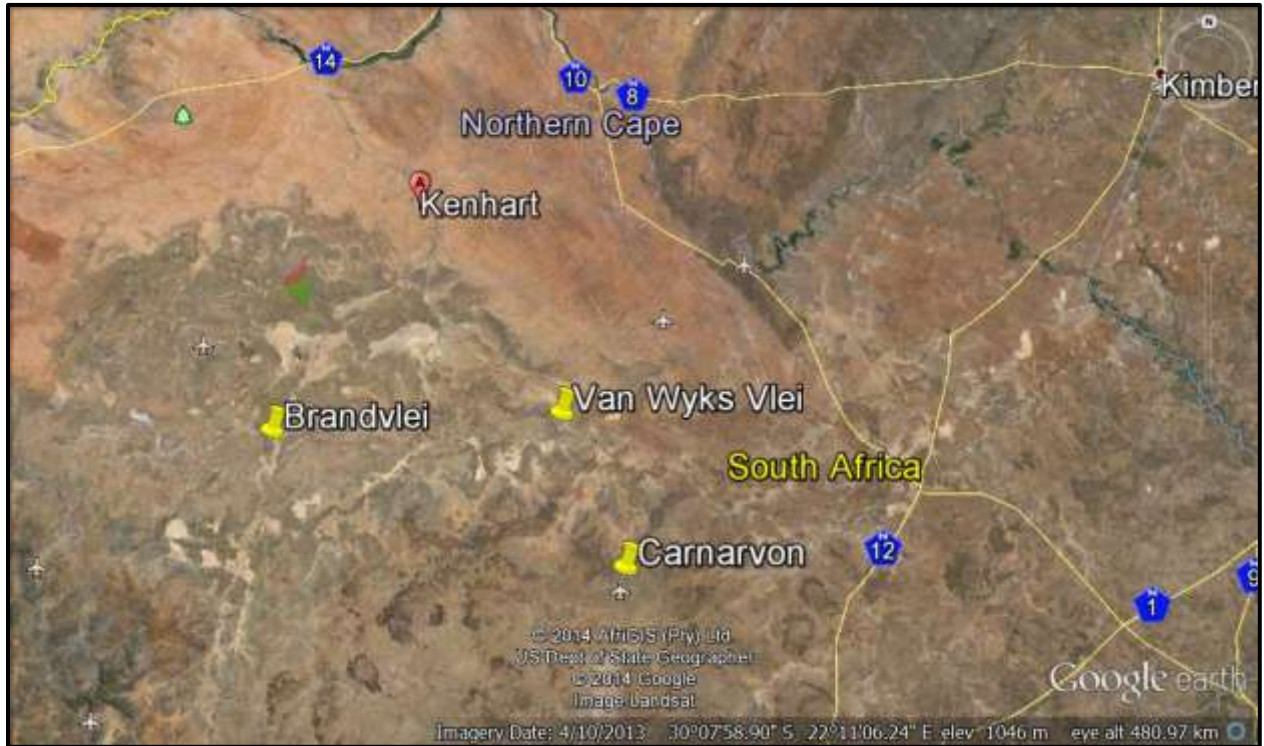 N
14
10
8
Kimber
Northern Cape
A
Kenhart
Van Wyks Vlei
Brandvlei
South Africa
N
12
Carnarvon
N
1
9
© 2014 AfriGIS (Pty) Ltd.
US Dept of State Geographer
© 2014 Google
Image Landsat
Google earth
Imagery Date: 4/10/2013 30°07'58.90" S 22°11'06.24" E elev 1046 m eye alt 480.97 km